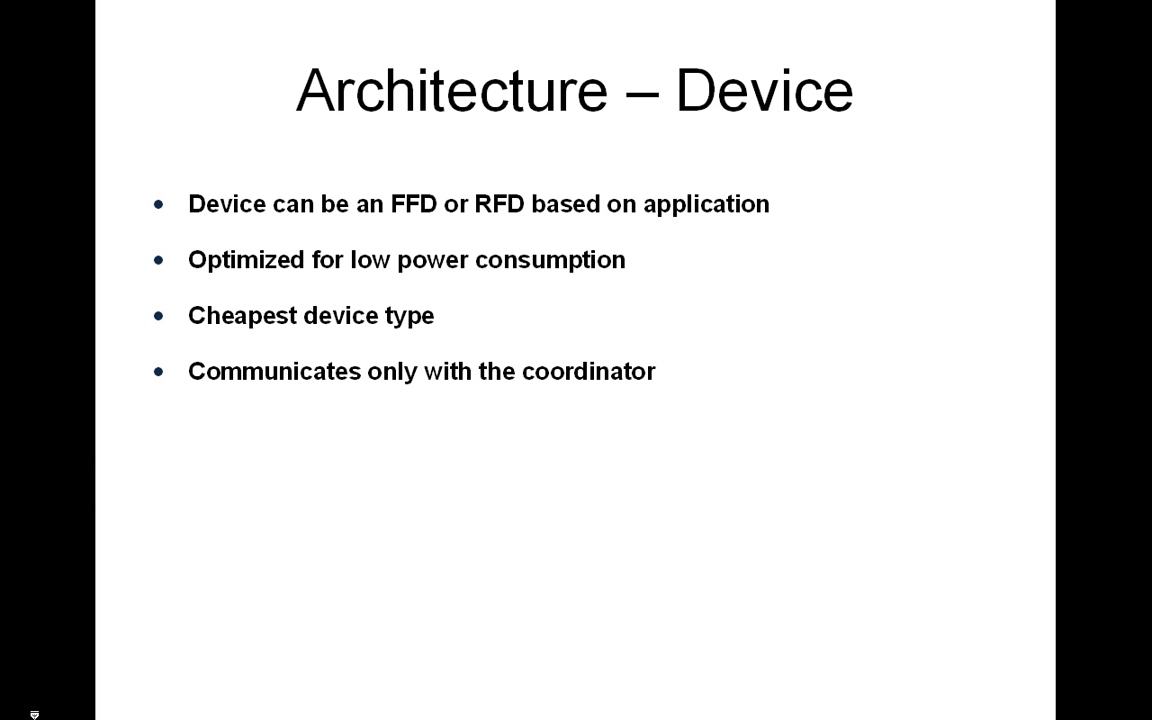 Architecture – Device
• Device can be an FFD or RFD based on application
• Optimized for low power consumption
• Cheapest device type
• Communicates only with the coordinator